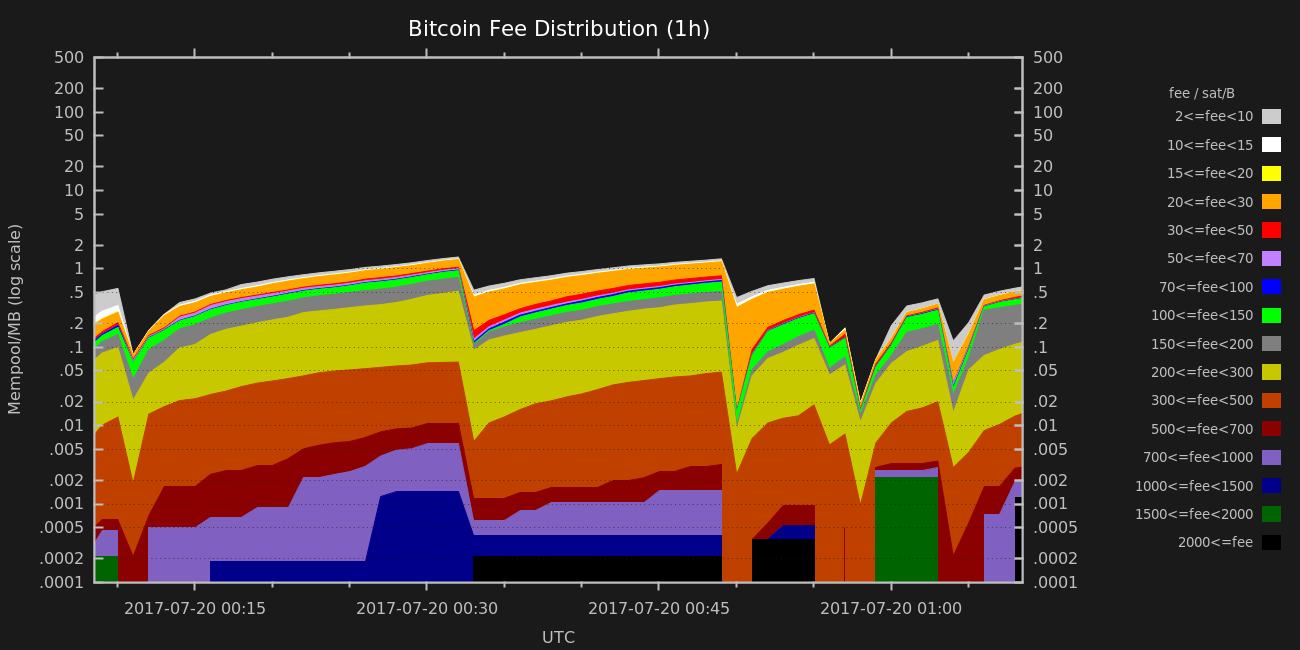 Bitcoin Fee Distribution (1h)
500 500
200 200
100 100
50 50
20 20
10 10
5 5
2 2
1 1
.5 .5
.2 .2
.1 .1
.05 .05
.02 .02
.01 .01
.005 .005
.002 .002
.001 .001
.0005 .0005
.0002 .0002
.0001 .0001
Mempool/MB (log scale)
2017-07-20 00:15 2017-07-20 00:30 2017-07-20 00:45 2017-07-20 01:00
UTC
fee / sat/B
2<=fee<10
10<=fee<15
15<=fee<20
20<=fee<30
30<=fee<50
50<=fee<70
70<=fee<100
100<=fee<150
150<=fee<200
200<=fee<300
300<=fee<500
500<=fee<700
700<=fee<1000
1000<=fee<1500
1500<=fee<2000
2000<=fee